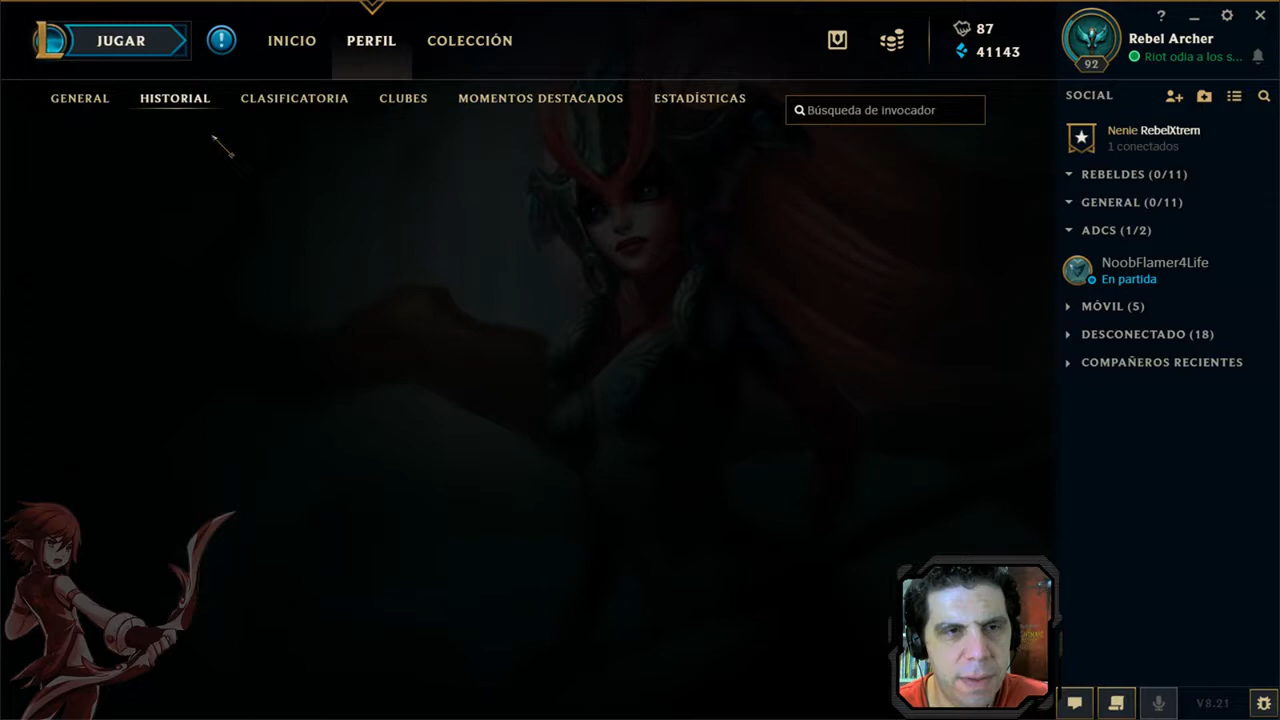 JUGAR
INICIO
PERFIL
COLECCIÓN
87
41143
92
Rebel Archer
Riot odia a los s...
GENERAL
HISTORIAL
CLASIFICATORIA
CLUBES
MOMENTOS DESTACADOS
ESTADÍSTICAS
Búsqueda de invocador
SOCIAL
Nenie RebelXtrem
1 conectados
REBELDES (0/11)
GENERAL (0/11)
ADCS (1/2)
NoobFlamer4Life
En partida
MÓVIL (5)
DESCONECTADO (18)
COMPAÑEROS RECIENTES
V8.21